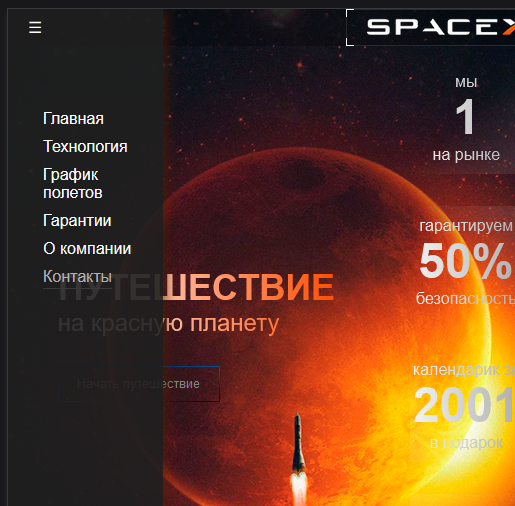 ☰
SPACEX
Главная
Технология
График
полетов
Гарантии
О компании
Контакты
ПУТЕШЕСТВИЕ
на красную планету
Начать путешествие
мы
1
на рынке
гарантируем
50%
безопасность
календарик за
2001
в подарок